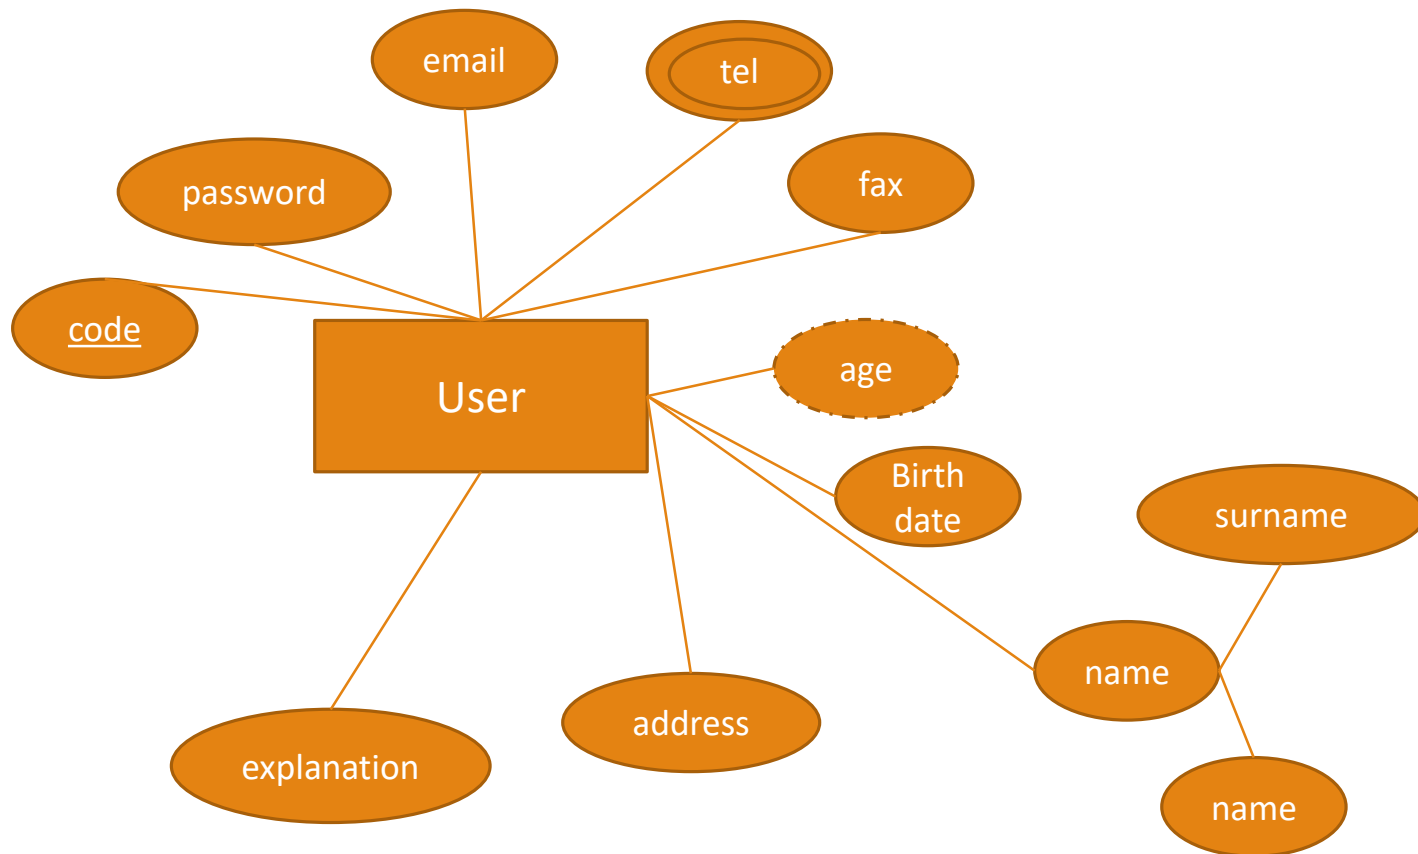 email
tel
password
fax
code
age
User
Birth
date
surname
name
address
explanation
name